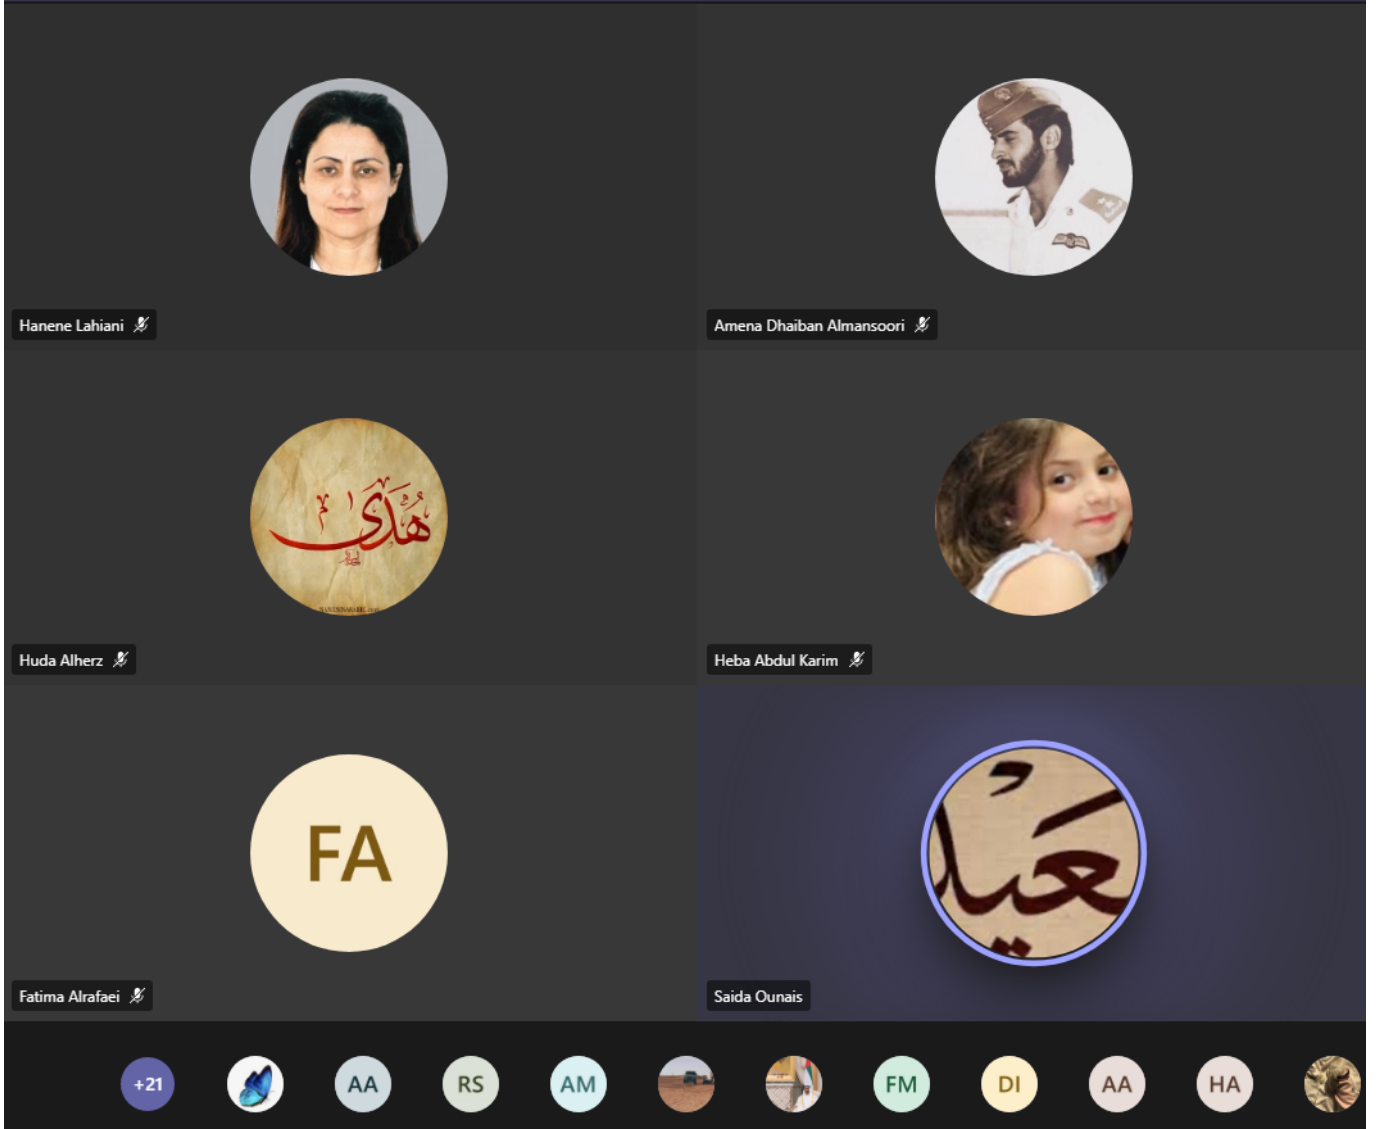 Hanene Lahiani
Amena Dhaiban Almansoori
هُدَى
Huda Alherz
Heba Abdul Karim
FA
Fatima Alrafaei
عَيْد
Saida Ounais
+21
AA
RS
AM
FM
DI
AA
HA